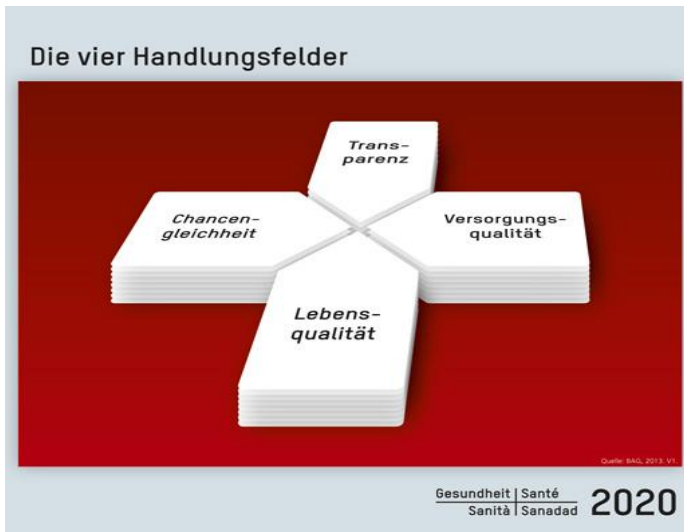 Die vier Handlungsfelder
Trans-
parenz
Chancen-
gleichheit
Versorgungs-
qualität
Lebens-
qualität
Quelle: BAG, 2013. V1.
Gesundheit | Santé
Sanità | Sanadad
2020